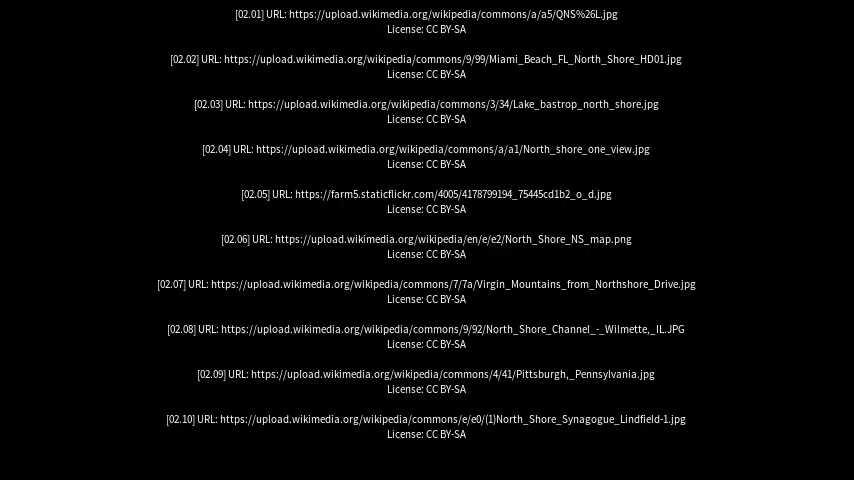 [02.01] URL: https://upload.wikimedia.org/wikipedia/commons/a/a5/QNS%26L.jpg
License: CC BY-SA
[02.02] URL: https://upload.wikimedia.org/wikipedia/commons/9/99/Miami_Beach_FL_North_Shore_HD01.jpg
License: CC BY-SA
[02.03] URL: https://upload.wikimedia.org/wikipedia/commons/3/34/Lake_bastrop_north_shore.jpg
License: CC BY-SA
[02.04] URL: https://upload.wikimedia.org/wikipedia/commons/a/a1/North_shore_one_view.jpg
License: CC BY-SA
[02.05] URL: https://farm5.staticflickr.com/4005/4178799194_75445cd1b2_o_d.jpg
License: CC BY-SA
[02.06] URL: https://upload.wikimedia.org/wikipedia/en/e/e2/North_Shore_NS_map.png
License: CC BY-SA
[02.07] URL: https://upload.wikimedia.org/wikipedia/commons/7/7a/Virgin_Mountains_from_Northshore_Drive.jpg
License: CC BY-SA
[02.08] URL: https://upload.wikimedia.org/wikipedia/commons/9/92/North_Shore_Channel_-_Wilmette,_IL.JPG
License: CC BY-SA
[02.09] URL: https://upload.wikimedia.org/wikipedia/commons/4/41/Pittsburgh,_Pennsylvania.jpg
License: CC BY-SA
[02.10] URL: https://upload.wikimedia.org/wikipedia/commons/e/e0/(1)North_Shore_Synagogue_Lindfield-1.jpg
License: CC BY-SA